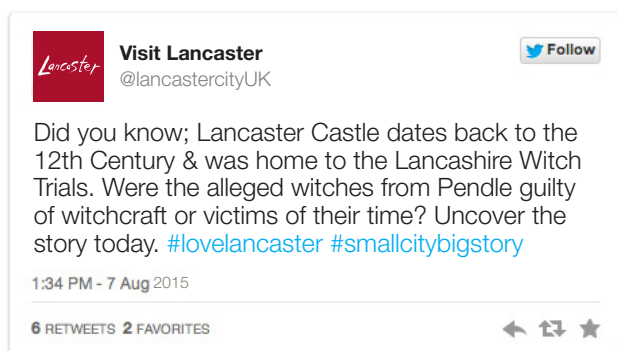 Lancaster
Visit Lancaster
@lancastercityUK
Follow
Did you know; Lancaster Castle dates back to the
12th Century & was home to the Lancashire Witch
Trials. Were the alleged witches from Pendle guilty
of witchcraft or victims of their time? Uncover the
story today. #lovelancaster #smallcitybigstory
1:34 PM - 7 Aug 2015
6 RETWEETS 2 FAVORITES